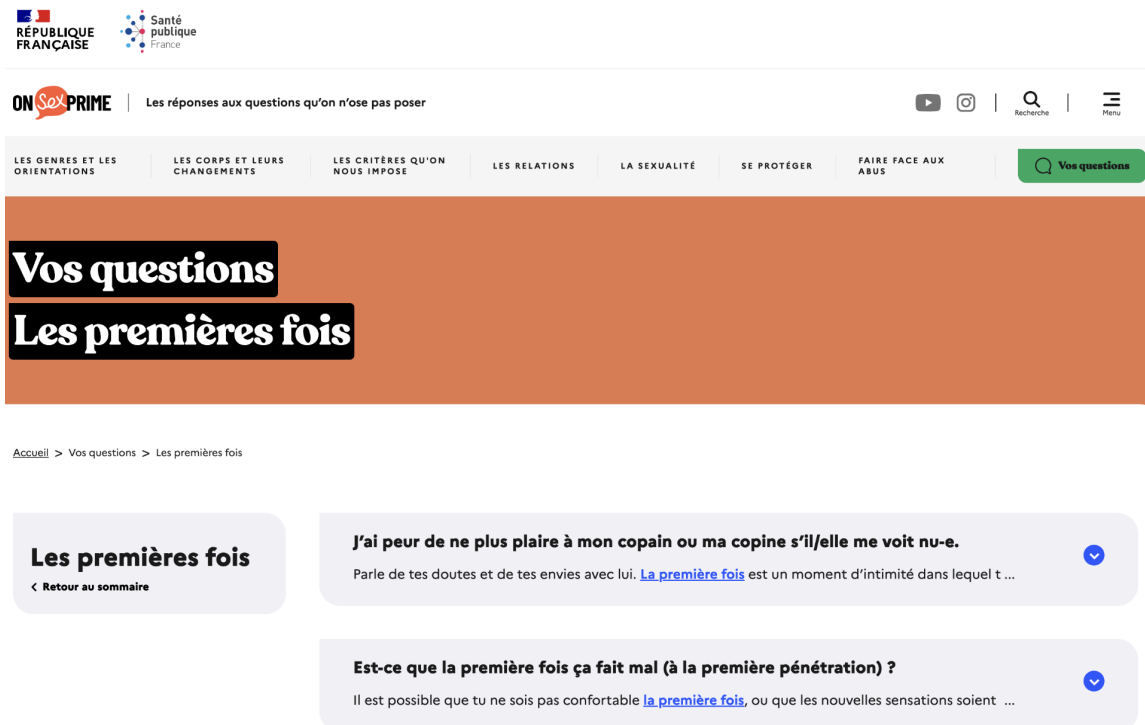 RÉPUBLIQUE
FRANÇAISE
Santé
publique
France
ON Sex PRIME
Les réponses aux questions qu'on n'ose pas poser
Recherche
Menu
LES GENRES ET LES
ORIENTATIONS
LES CORPS ET LEURS
CHANGEMENTS
LES CRITÈRES QU'ON
NOUS IMPOSE
LES RELATIONS
LA SEXUALITÉ
SE PROTÉGER
FAIRE FACE AUX
ABUS
Vos questions
Vos questions
Les premières fois
Accueil > Vos questions > Les premières fois
Les premières fois
< Retour au sommaire
J'ai peur de ne plus plaire à mon copain ou ma copine s'il/elle me voit nu-e.
Parle de tes doutes et de tes envies avec lui. La première fois est un moment d'intimité dans lequel t ...
Est-ce que la première fois ça fait mal (à la première pénétration) ?
Il est possible que tu ne sois pas confortable la première fois, ou que les nouvelles sensations soient ...